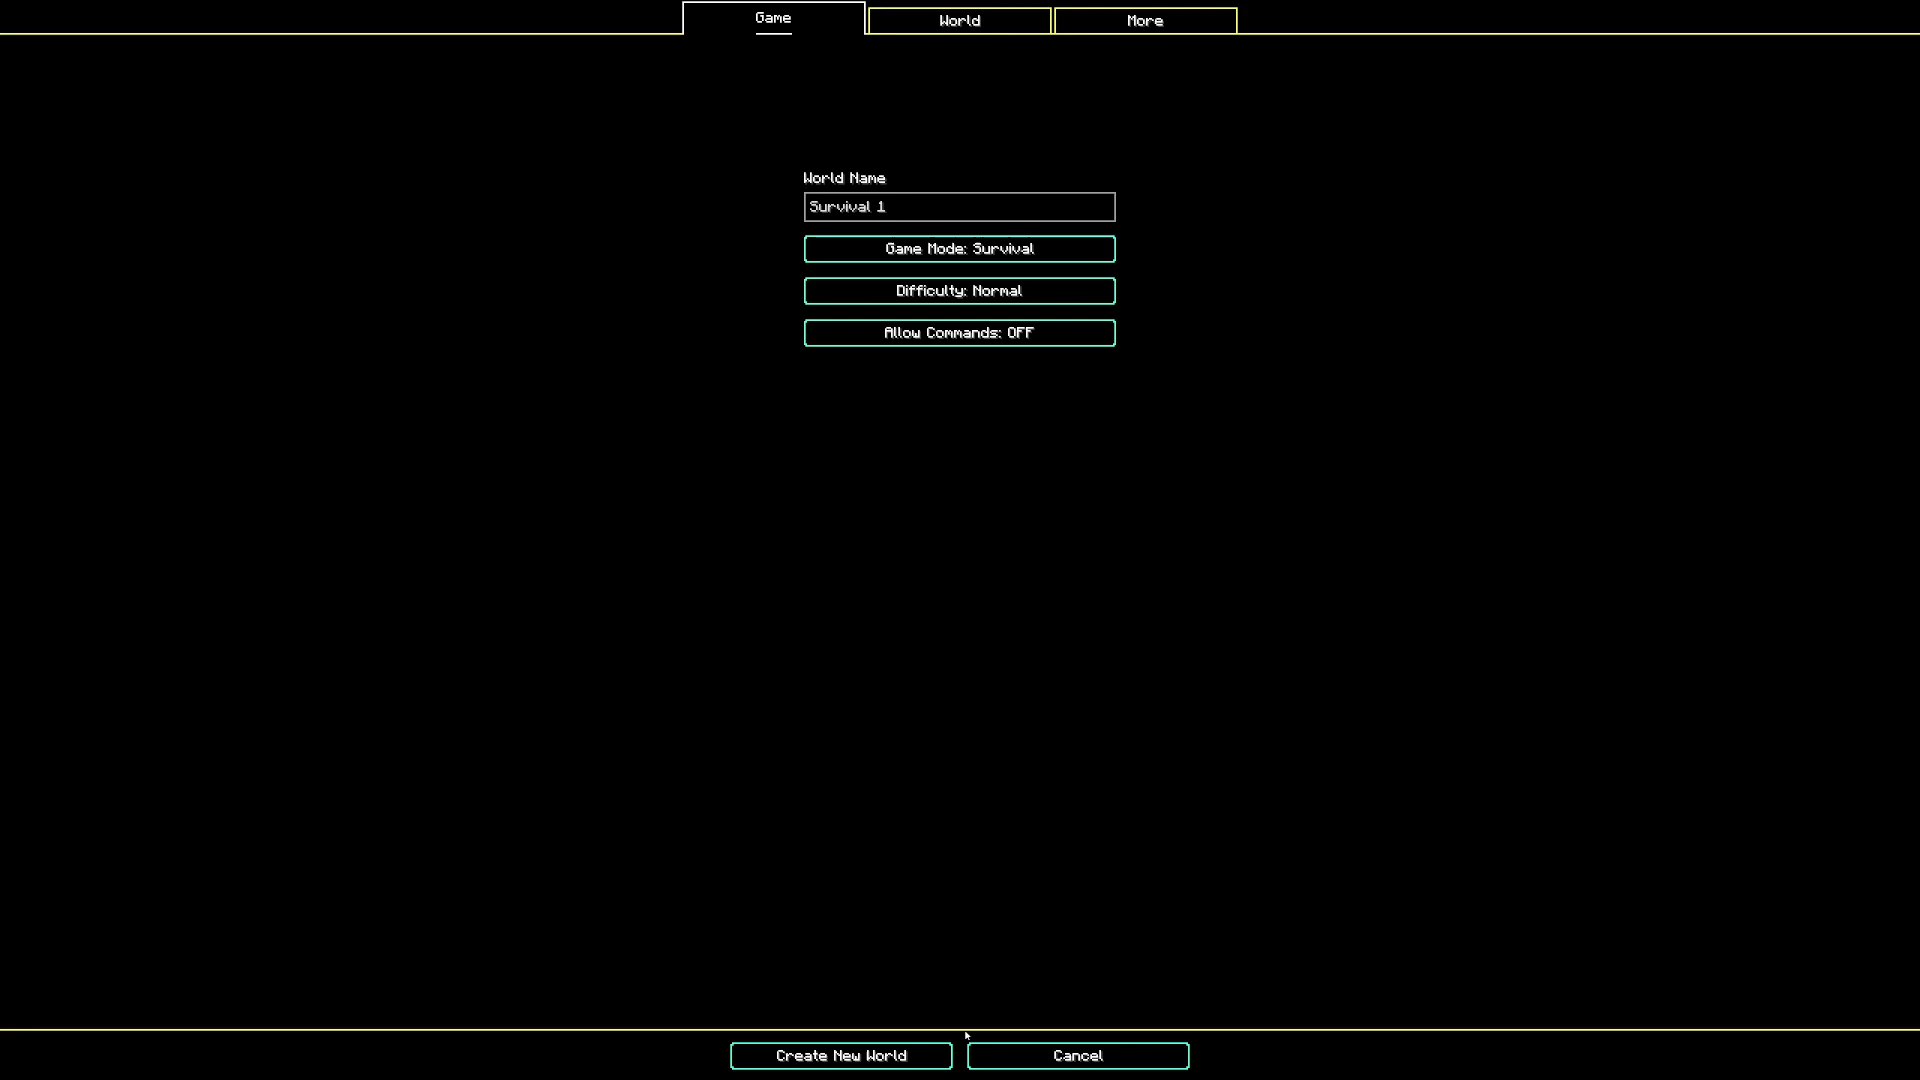 Game
World
More
World Name
Survival 1
Game Mode: Survival
Difficulty: Normal
Allow Commands: OFF
Create New World
Cancel